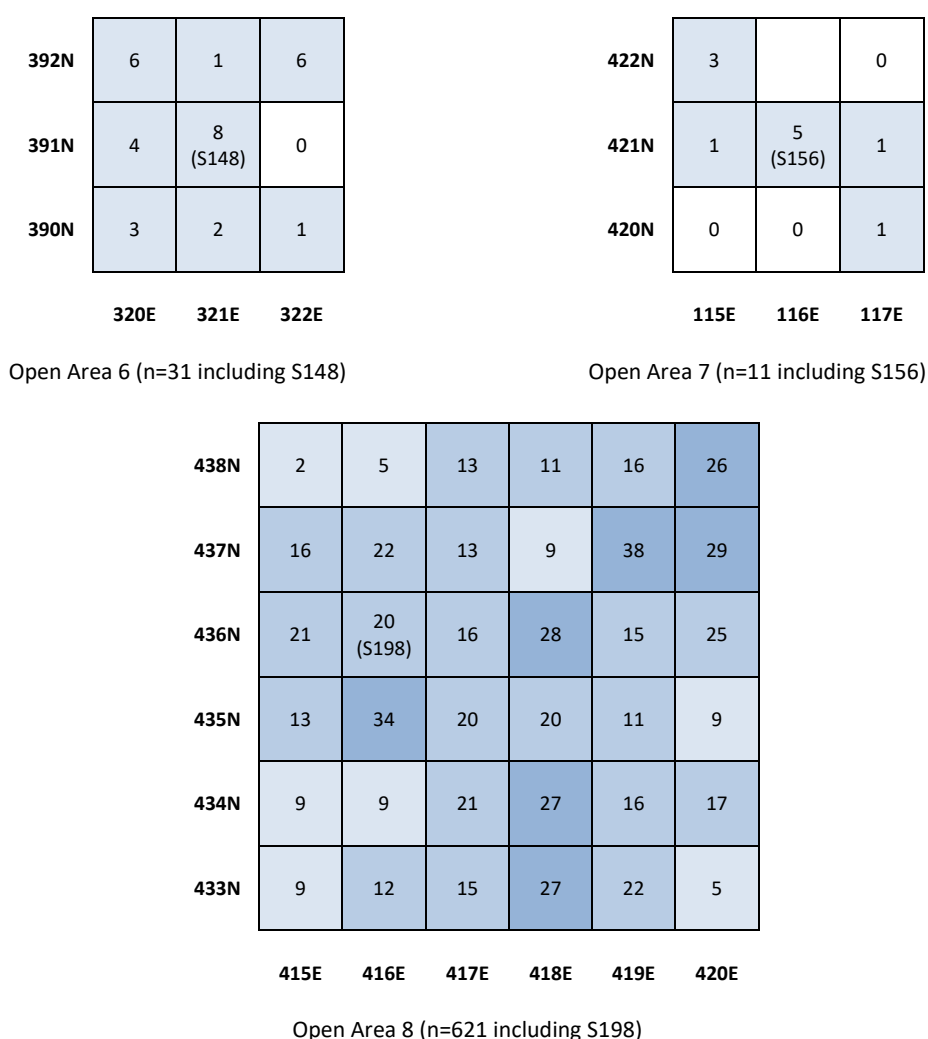 392N 6 1 6
391N 4 8 (S148) 0
390N 3 2 1
320E 321E 322E
Open Area 6 (n=31 including S148)
422N 3 0
421N 1 5 (S156) 1
420N 0 0 1
115E 116E 117E
Open Area 7 (n=11 including S156)
438N 2 5 13 11 16 26
437N 16 22 13 9 38 29
436N 21 20 (S198) 16 28 15 25
435N 13 34 20 20 11 9
434N 9 9 21 27 16 17
433N 9 12 15 27 22 5
415E 416E 417E 418E 419E 420E
Open Area 8 (n=621 including S198)